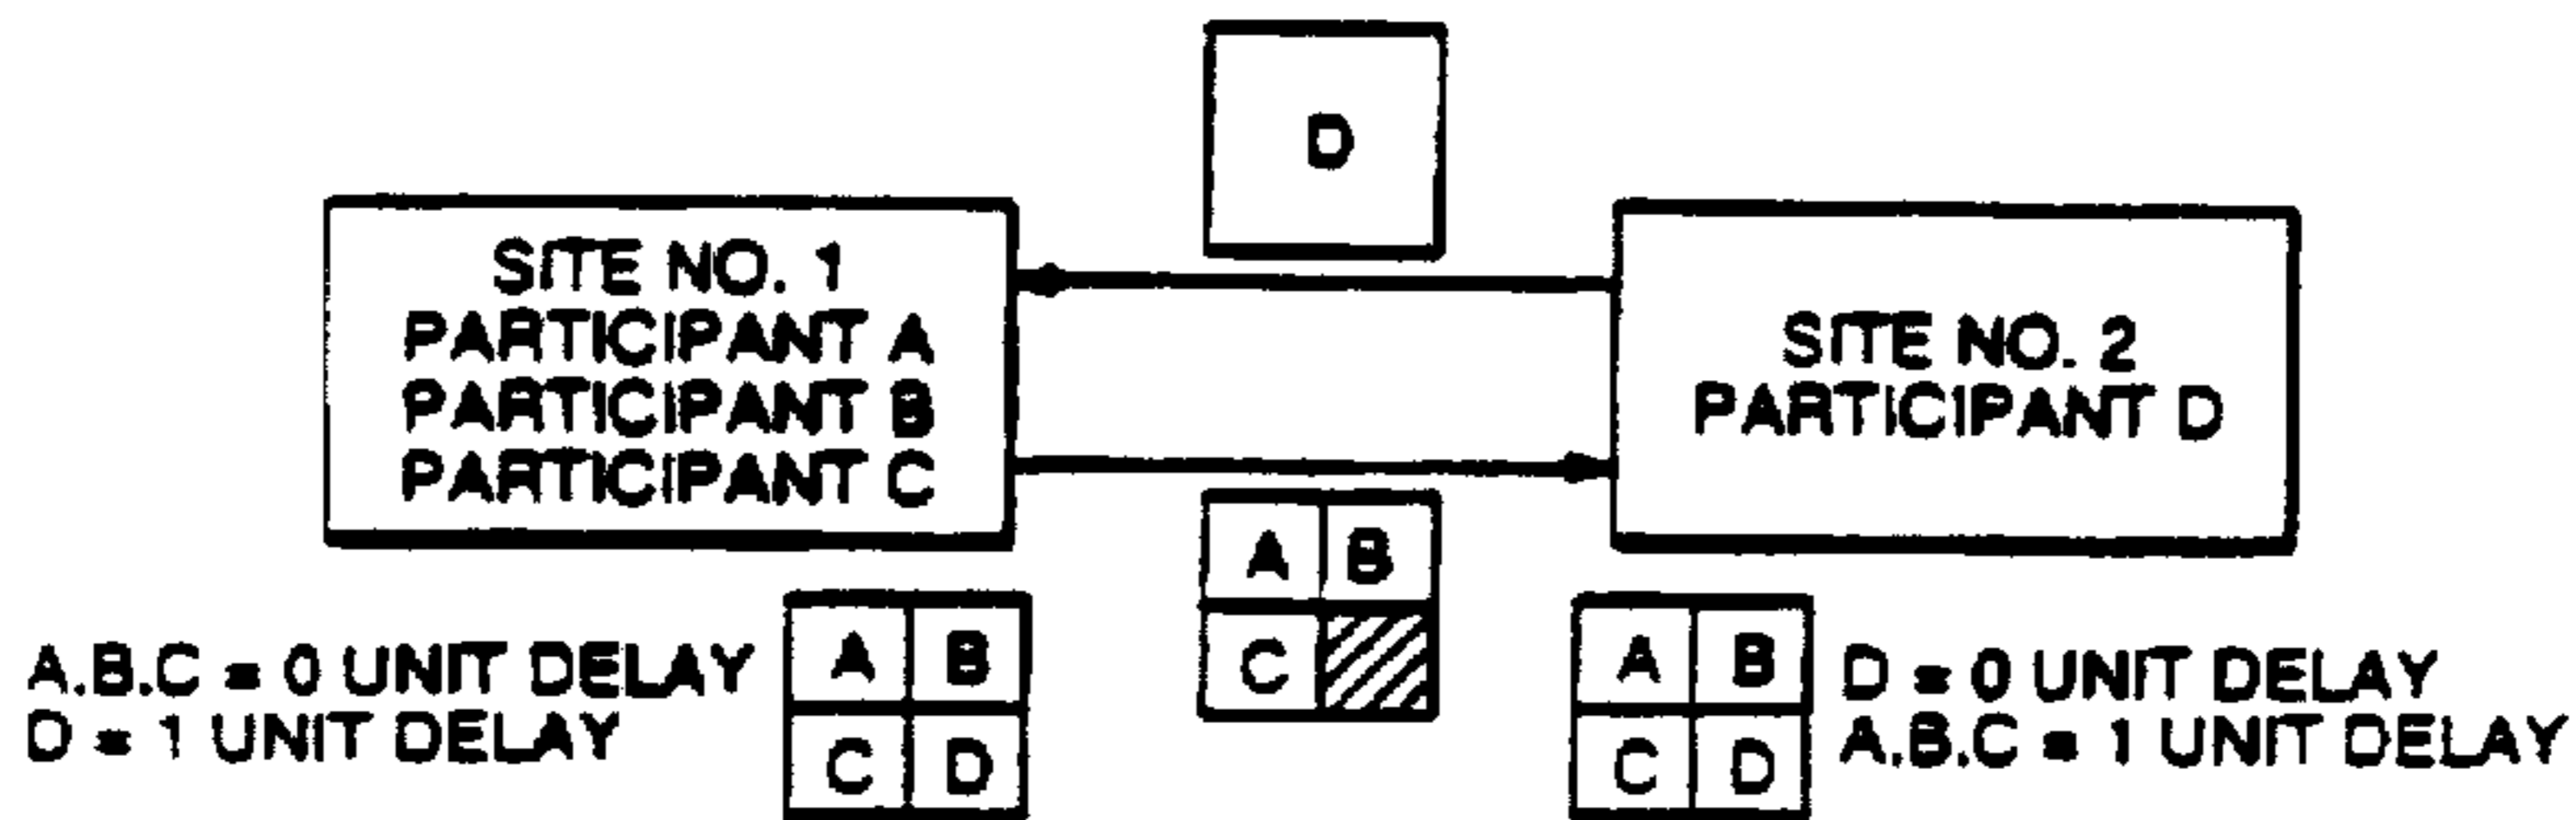 D
SITE NO. 1
PARTICIPANT A
PARTICIPANT B
PARTICIPANT C
SITE NO. 2
PARTICIPANT D
A B
C
A.B.C = 0 UNIT DELAY
D = 1 UNIT DELAY
A B
C D
A B
C D
D = 0 UNIT DELAY
A.B.C = 1 UNIT DELAY